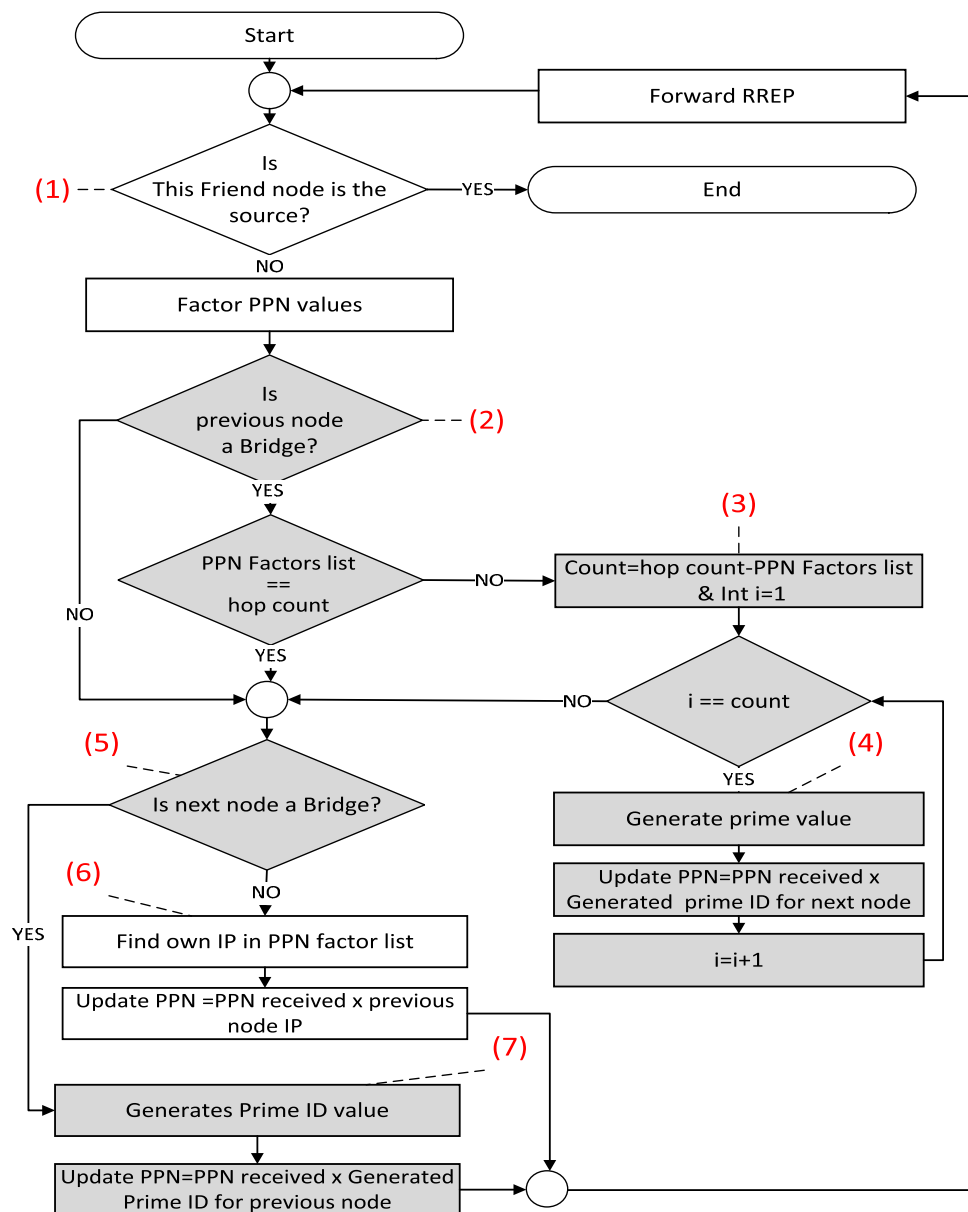 Start
Forward RREP
Is
This Friend node is the
source?
(1)
YES
End
NO
Factor PPN values
Is
previous node
a Bridge?
(2)
YES
NO
PPN Factors list
==
hop count
NO
(3)
Count=hop count-PPN Factors list
& Int i=1
YES
i == count
NO
(4)
YES
Generate prime value
Update PPN=PPN received x
Generated prime ID for next node
i=i+1
(5)
Is next node a Bridge?
(6)
NO
YES
Find own IP in PPN factor list
Update PPN =PPN received x previous
node IP
(7)
Generates Prime ID value
Update PPN=PPN received x Generated
Prime ID for previous node